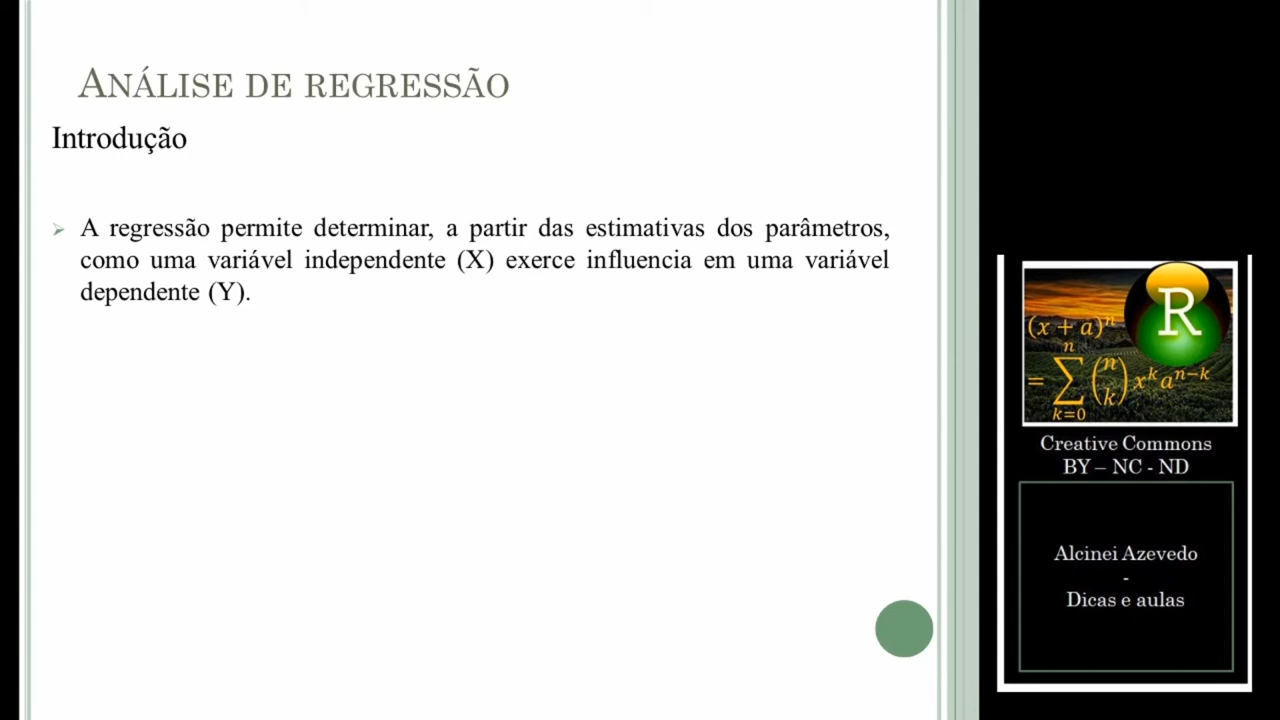 ANÁLISE DE REGRESSÃO
Introdução
A regressão permite determinar, a partir das estimativas dos parâmetros,
como uma variável independente (X) exerce influencia em uma variável
dependente (Y).
R
(x + a)^n
= ∑_{k=0}^{n} (n k) x^k a^{n−k}
Creative Commons
BY – NC - ND
Alcinei Azevedo
-
Dicas e aulas